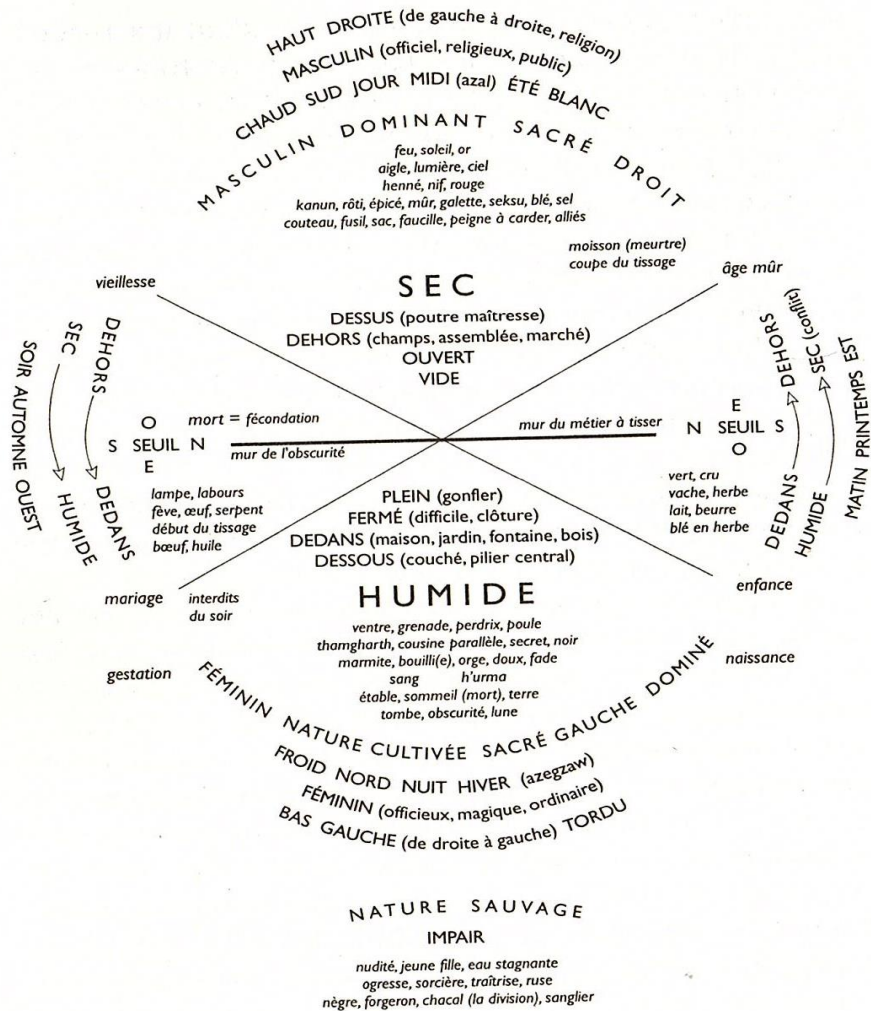 HAUT DROITE (de gauche à droite, religion)
MASCULIN (officiel, religieux, public)
CHAUD SUD JOUR MIDI (azal) ÉTÉ BLANC
MASCULIN DOMINANT SACRÉ DROIT
feu, soleil, or
aigle, lumière, ciel
henné, nif, rouge
kanun, rôti, épicé, mûr, galette, seksu, blé, sel
couteau, fusil, sac, faucille, peigne à carder, alliés
moisson (meurtre)
coupe du tissage
vieillesse
âge mûr
SEC
DESSUS (poutre maîtresse)
DEHORS (champs, assemblée, marché)
OUVERT
VIDE
SOIR AUTOMNE OUEST
SEC
HUMIDE
DEHORS
DEDANS
O
S SEUIL N
E
mort = fécondation
mur de l'obscurité
lampe, labours
fève, œuf, serpent
début du tissage
bœuf, huile
mur du métier à tisser
E
N SEUIL S
O
vert, cru
vache, herbe
lait, beurre
blé en herbe
DEDANS
DEHORS
HUMIDE
SEC (conflit)
MATIN PRINTEMPS EST
PLEIN (gonfler)
FERMÉ (difficile, clôture)
DEDANS (maison, jardin, fontaine, bois)
DESSOUS (couché, pilier central)
mariage
interdits
du soir
enfance
HUMIDE
ventre, grenade, perdrix, poule
thamgharth, cousine parallèle, secret, noir
marmite, bouilli(e), orge, doux, fade
sang h'urma
étable, sommeil (mort), terre
tombe, obscurité, lune
gestation
naissance
FÉMININ NATURE CULTIVÉE SACRÉ GAUCHE DOMINÉ
FROID NORD NUIT HIVER (azegzaw)
FÉMININ (officieux, magique, ordinaire)
BAS GAUCHE (de droite à gauche) TORDU
NATURE SAUVAGE
IMPAIR
nudité, jeune fille, eau stagnante
ogresse, sorcière, traîtrise, ruse
nègre, forgeron, chacal (la division), sanglier